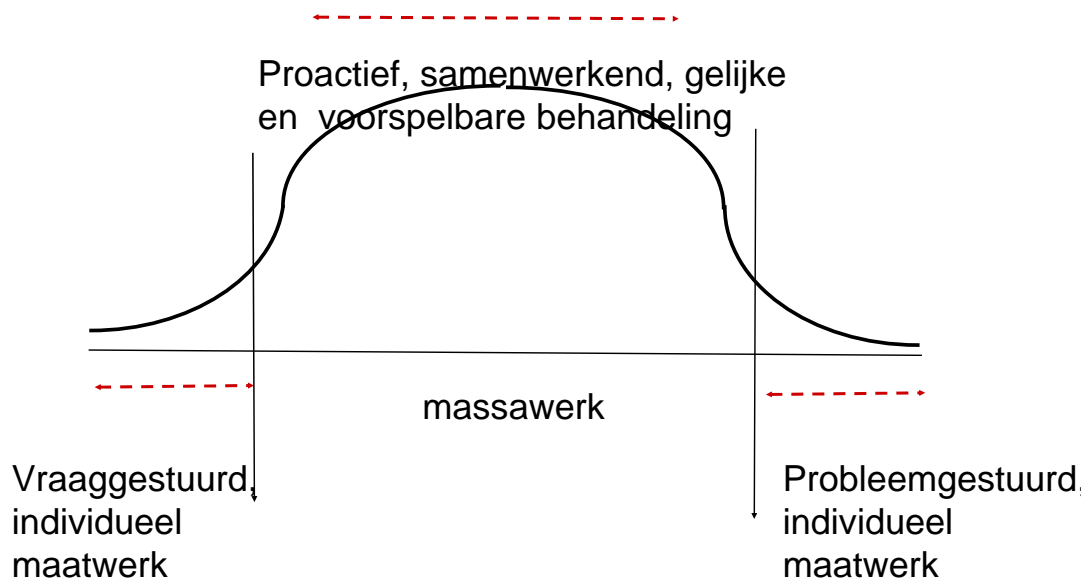 Proactief, samenwerkend, gelijke
en voorspelbare behandeling
massawerk
Vraaggestuurd,
individueel
maatwerk
Probleemgestuurd,
individueel
maatwerk